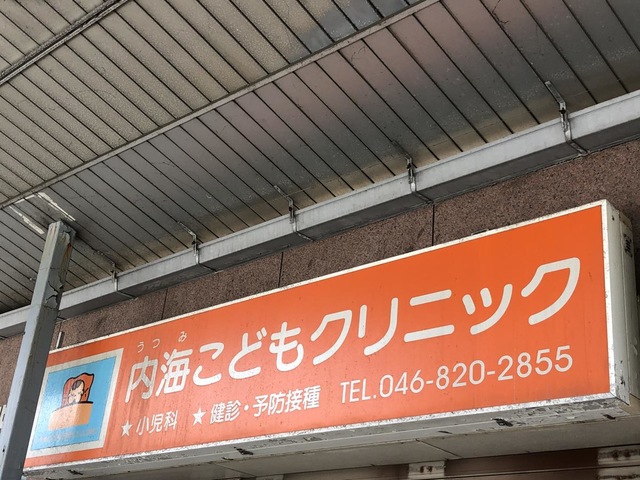 うつみ
内海こどもクリニック
★小児科 ★健診・予防接種 TEL.046-820-2855